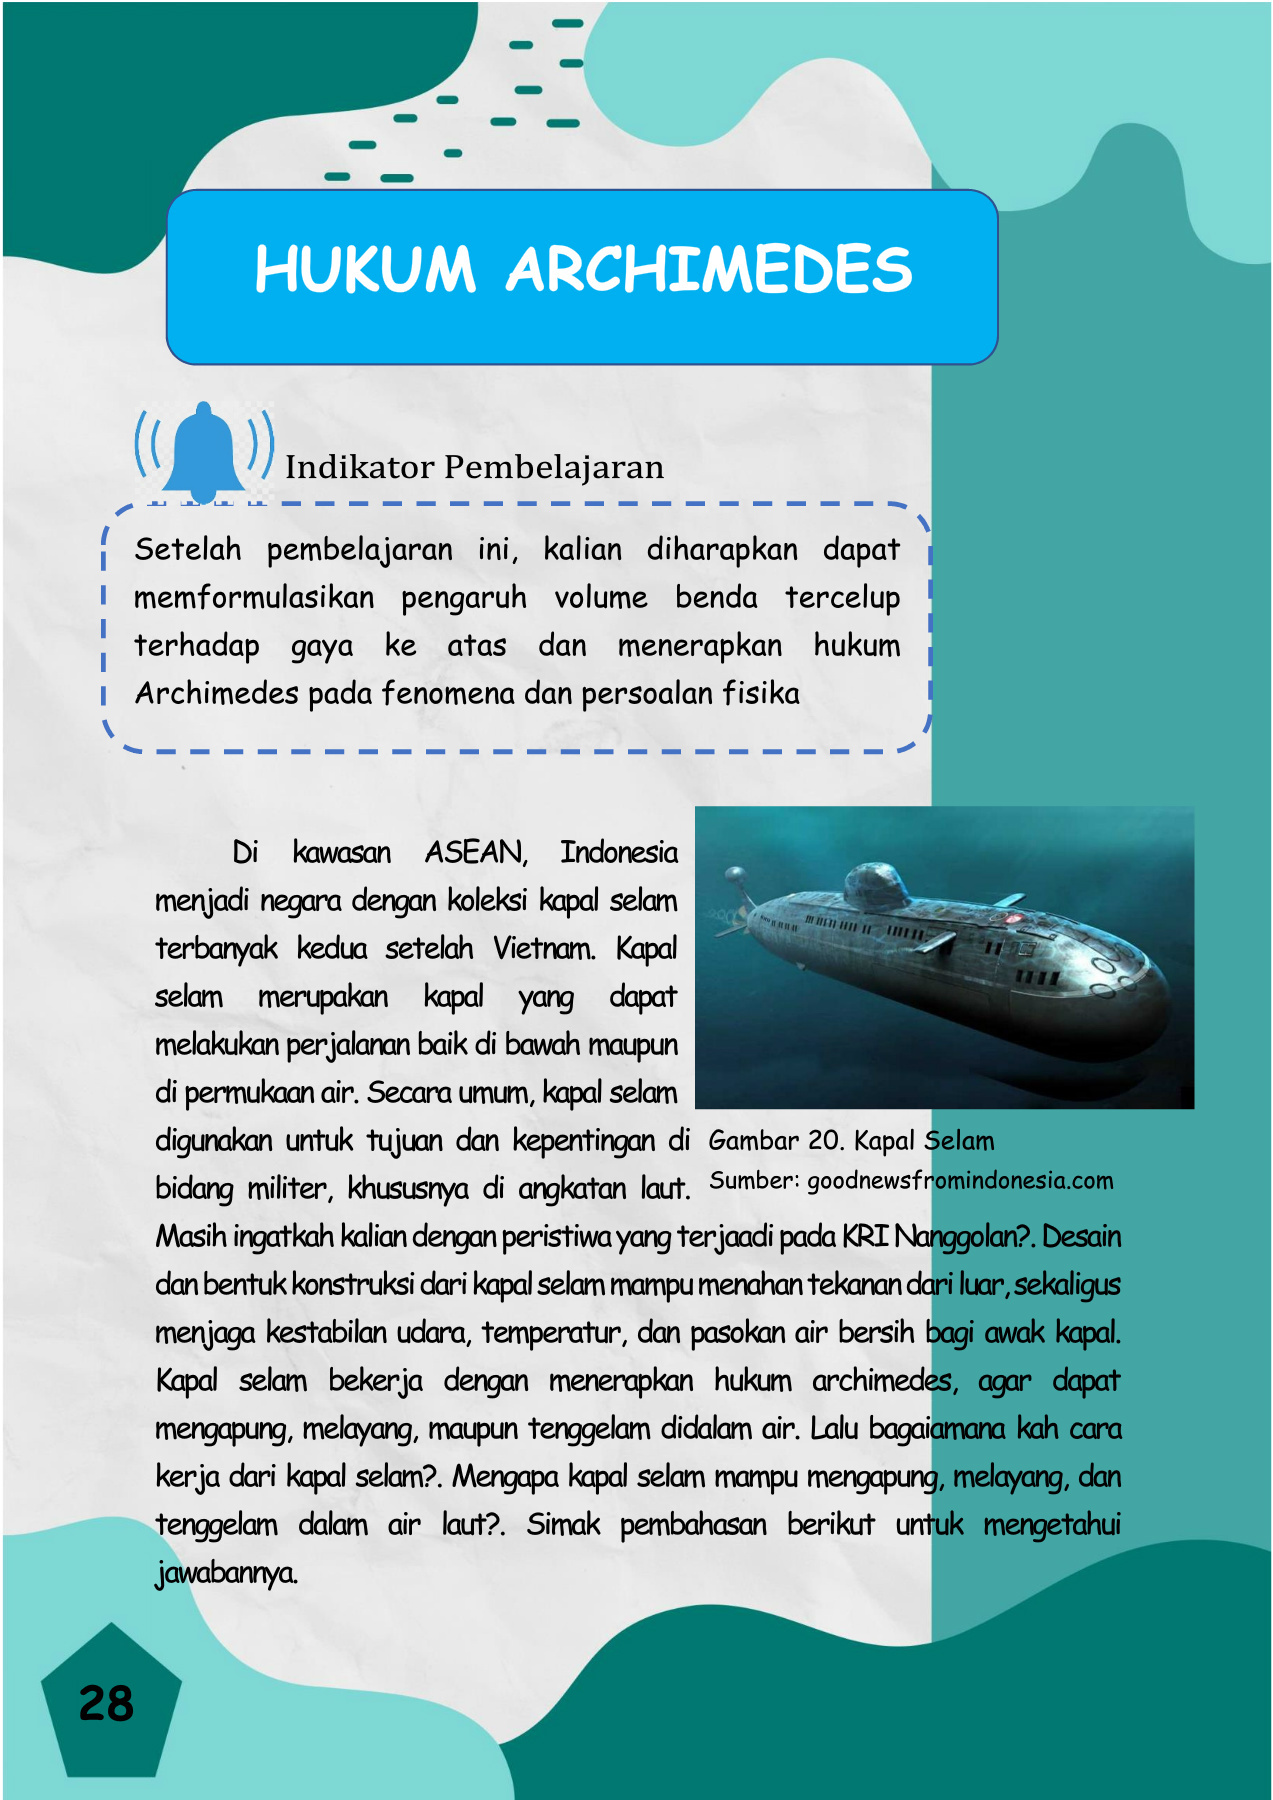 HUKUM ARCHIMEDES
Indikator Pembelajaran
Setelah pembelajaran ini, kalian diharapkan dapat
memformulasikan pengaruh volume benda tercelup
terhadap gaya ke atas dan menerapkan hukum
Archimedes pada fenomena dan persoalan fisika
Di kawasan ASEAN, Indonesia
menjadi negara dengan koleksi kapal selam
terbanyak kedua setelah Vietnam. Kapal
selam merupakan kapal yang dapat
melakukan perjalanan baik di bawah maupun
di permukaan air. Secara umum, kapal selam
digunakan untuk tujuan dan kepentingan di
bidang militer, khususnya di angkatan laut.
Gambar 20. Kapal Selam
Sumber: goodnewsfromindonesia.com
Masih ingatkah kalian dengan peristiwa yang terjaadi pada KRI Nanggolan?. Desain
dan bentuk konstruksi dari kapal selam mampu menahan tekanan dari luar, sekaligus
menjaga kestabilan udara, temperatur, dan pasokan air bersih bagi awak kapal.
Kapal selam bekerja dengan menerapkan hukum archimedes, agar dapat
mengapung, melayang, maupun tenggelam didalam air. Lalu bagaiamana kah cara
kerja dari kapal selam?. Mengapa kapal selam mampu mengapung, melayang, dan
tenggelam dalam air laut?. Simak pembahasan berikut untuk mengetahui
jawabannya.
28